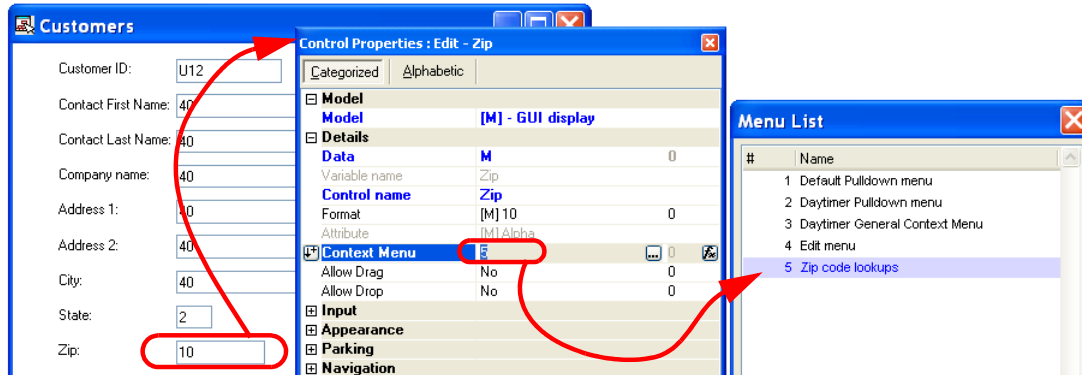 Customers
Customer ID: U12
Contact First Name: 40
Contact Last Name: 40
Company name: 40
Address 1: 40
Address 2: 40
City: 40
State: 2
Zip: 10
Control Properties : Edit - Zip
Categorized Alphabetic
Model
Model [M] - GUI display
Details
Data M 0
Variable name Zip
Control name Zip
Format [M] 10 0
Attribute [M] Alpha
Context Menu 5 ... 0 fx
Allow Drag No 0
Allow Drop No 0
Input
Appearance
Parking
Navigation
Menu List
# Name
1 Default Pulldown menu
2 Daytimer Pulldown menu
3 Daytimer General Context Menu
4 Edit menu
5 Zip code lookups